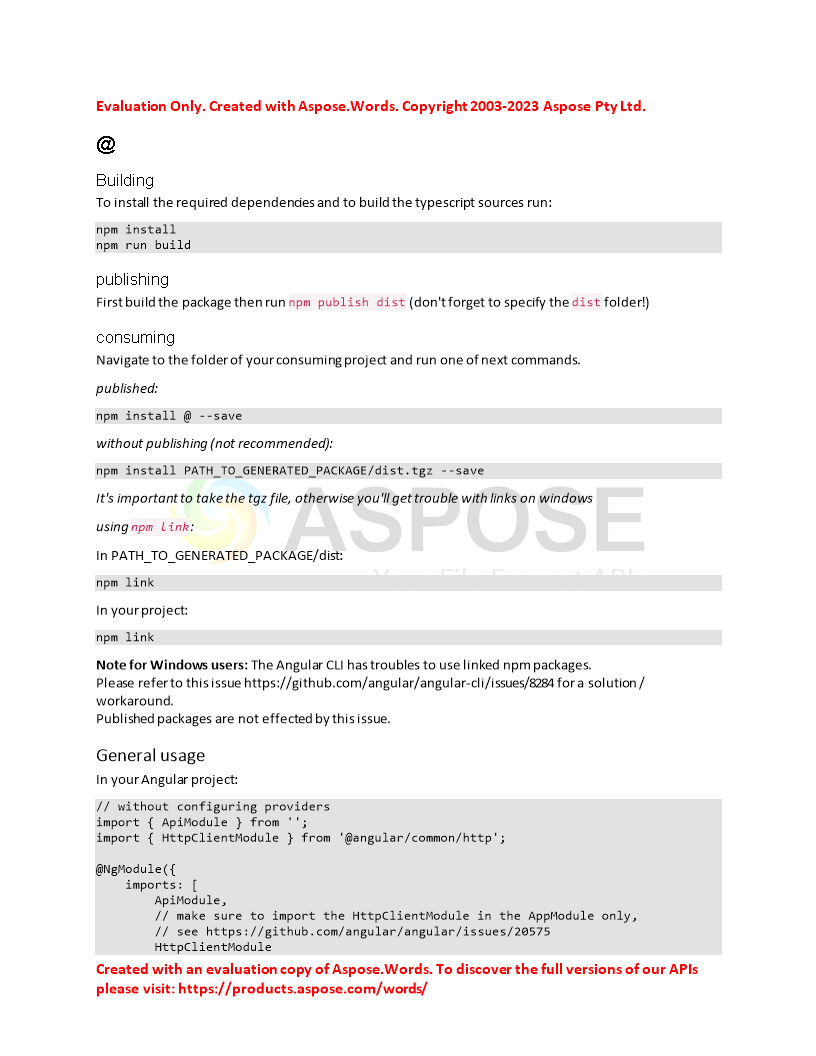 Evaluation Only. Created with Aspose.Words. Copyright 2003-2023 Aspose Pty Ltd.
@
Building
To install the required dependencies and to build the typescript sources run:
npm install
npm run build
publishing
First build the package then run npm publish dist (don't forget to specify the dist folder!)
consuming
Navigate to the folder of your consuming project and run one of next commands.
published:
npm install @ --save
without publishing (not recommended):
npm install PATH_TO_GENERATED_PACKAGE/dist.tgz --save
It's important to take the tgz file, otherwise you'll get trouble with links on windows
ASPOSE
using npm link:
In PATH_TO_GENERATED_PACKAGE/dist:
Your File Format APIs
npm link
In your project:
npm link
Note for Windows users: The Angular CLI has troubles to use linked npm packages.
Please refer to this issue https://github.com/angular/angular-cli/issues/8284 for a solution /
workaround.
Published packages are not effected by this issue.
General usage
In your Angular project:
// without configuring providers
import { ApiModule } from '';
import { HttpClientModule } from '@angular/common/http';
@NgModule({
    imports: [
        ApiModule,
        // make sure to import the HttpClientModule in the AppModule only,
        // see https://github.com/angular/angular/issues/20575
        HttpClientModule
Created with an evaluation copy of Aspose.Words. To discover the full versions of our APIs
please visit: https://products.aspose.com/words/